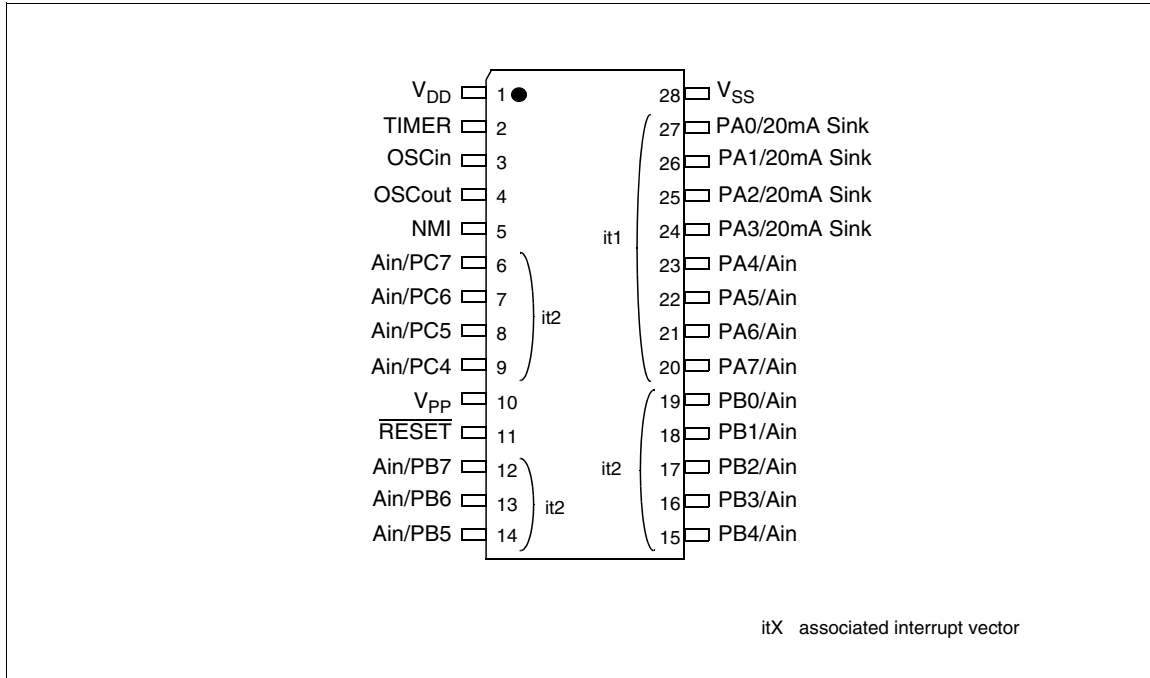 V_DD 1 28 V_SS
TIMER 2 27 PA0/20mA Sink
OSCin 3 26 PA1/20mA Sink
OSCout 4 25 PA2/20mA Sink
NMI 5 24 PA3/20mA Sink
it1
Ain/PC7 6 23 PA4/Ain
Ain/PC6 7 22 PA5/Ain
it2
Ain/PC5 8 21 PA6/Ain
Ain/PC4 9 20 PA7/Ain
V_PP 10 19 PB0/Ain
R̅E̅S̅E̅T̅ 11 18 PB1/Ain
Ain/PB7 12 it2 17 PB2/Ain
Ain/PB6 13 it2 16 PB3/Ain
Ain/PB5 14 15 PB4/Ain
itX associated interrupt vector